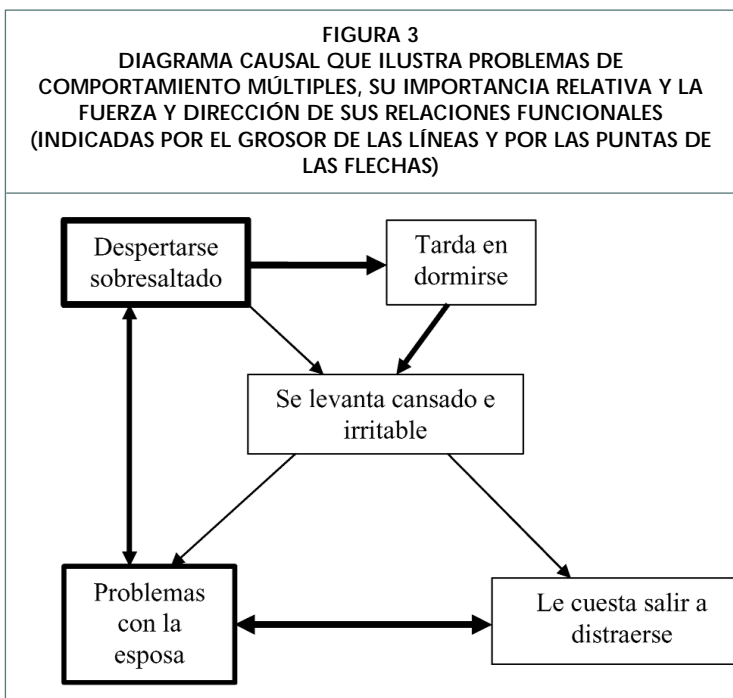 FIGURA 3
DIAGRAMA CAUSAL QUE ILUSTRA PROBLEMAS DE
COMPORTAMIENTO MÚLTIPLES, SU IMPORTANCIA RELATIVA Y LA
FUERZA Y DIRECCIÓN DE SUS RELACIONES FUNCIONALES
(INDICADAS POR EL GROSOR DE LAS LÍNEAS Y POR LAS PUNTAS DE
LAS FLECHAS)
Despertarse
sobresaltado
Tarda en
dormirse
Se levanta cansado e
irritable
Problemas
con la
esposa
Le cuesta salir a
distraerse